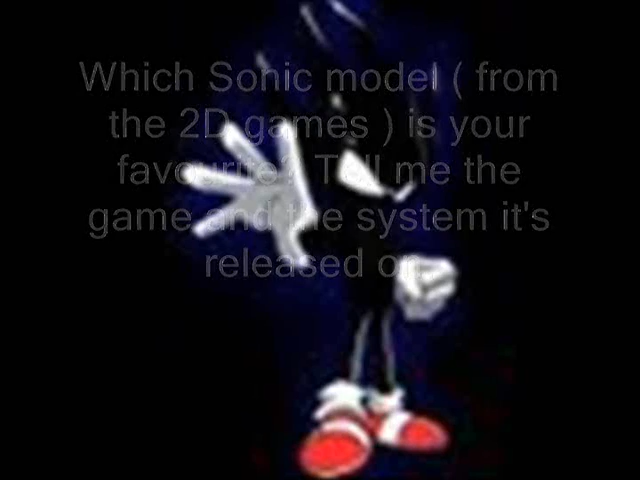 Which Sonic model ( from
the 2D games ) is your
favourite? Tell me the
game and the system it's
released on.